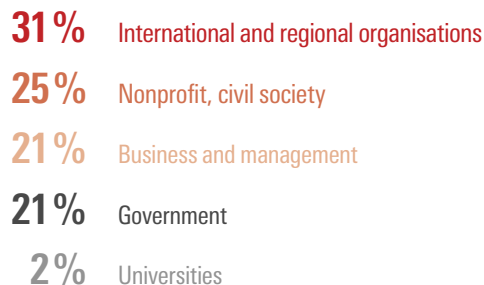 31 % International and regional organisations
25 % Nonprofit, civil society
21 % Business and management
21 % Government
2 % Universities